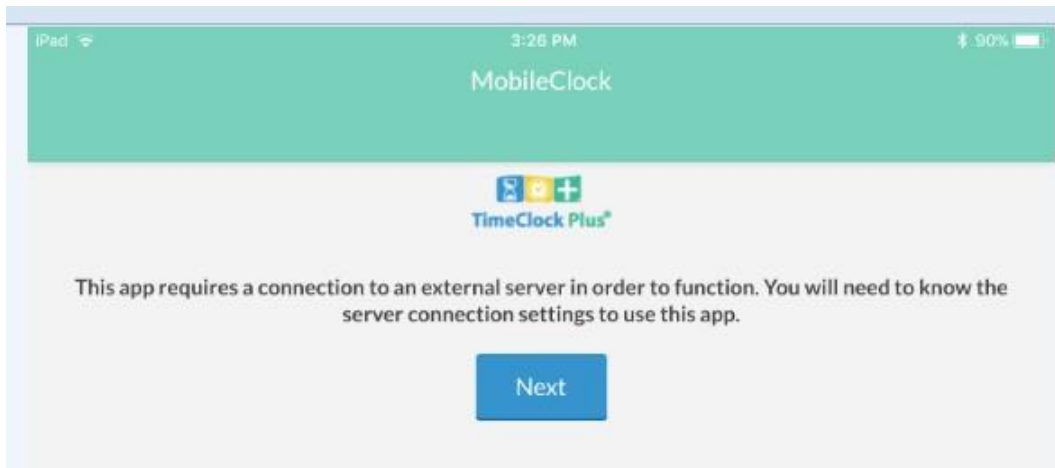 iPad 3:26 PM 90%
MobileClock
TimeClock Plus®
This app requires a connection to an external server in order to function. You will need to know the
server connection settings to use this app.
Next